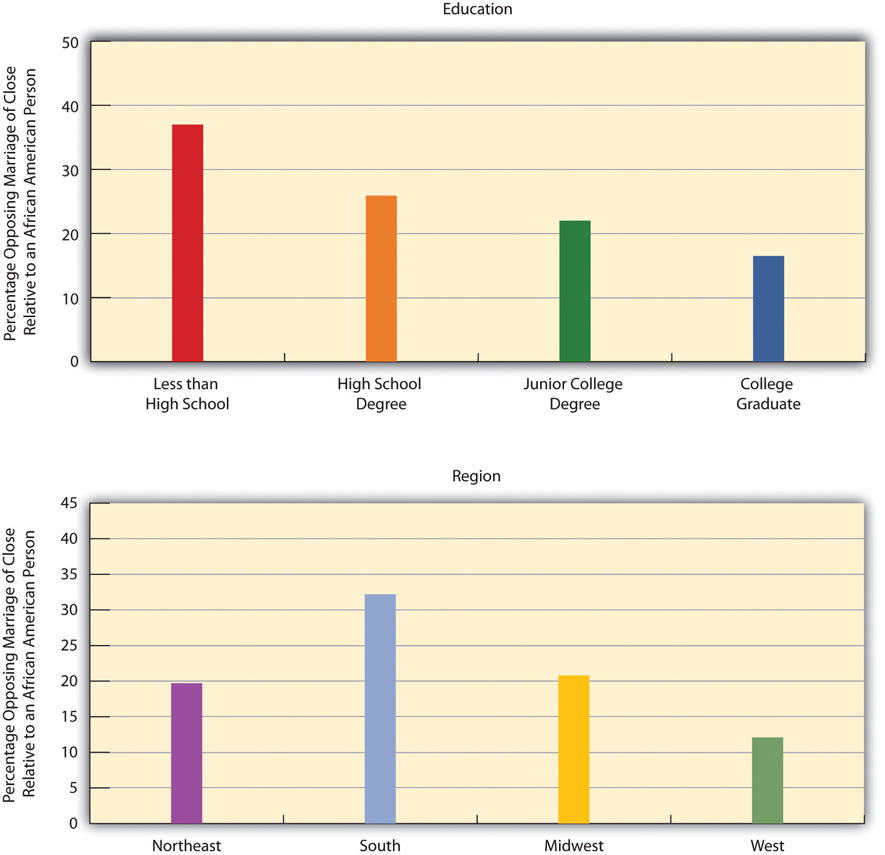 Education
Percentage Opposing Marriage of Close
Relative to an African American Person
50
40
30
20
10
0
Less than
High School
High School
Degree
Junior College
Degree
College
Graduate
Region
Percentage Opposing Marriage of Close
Relative to an African American Person
45
40
35
30
25
20
15
10
5
0
Northeast
South
Midwest
West